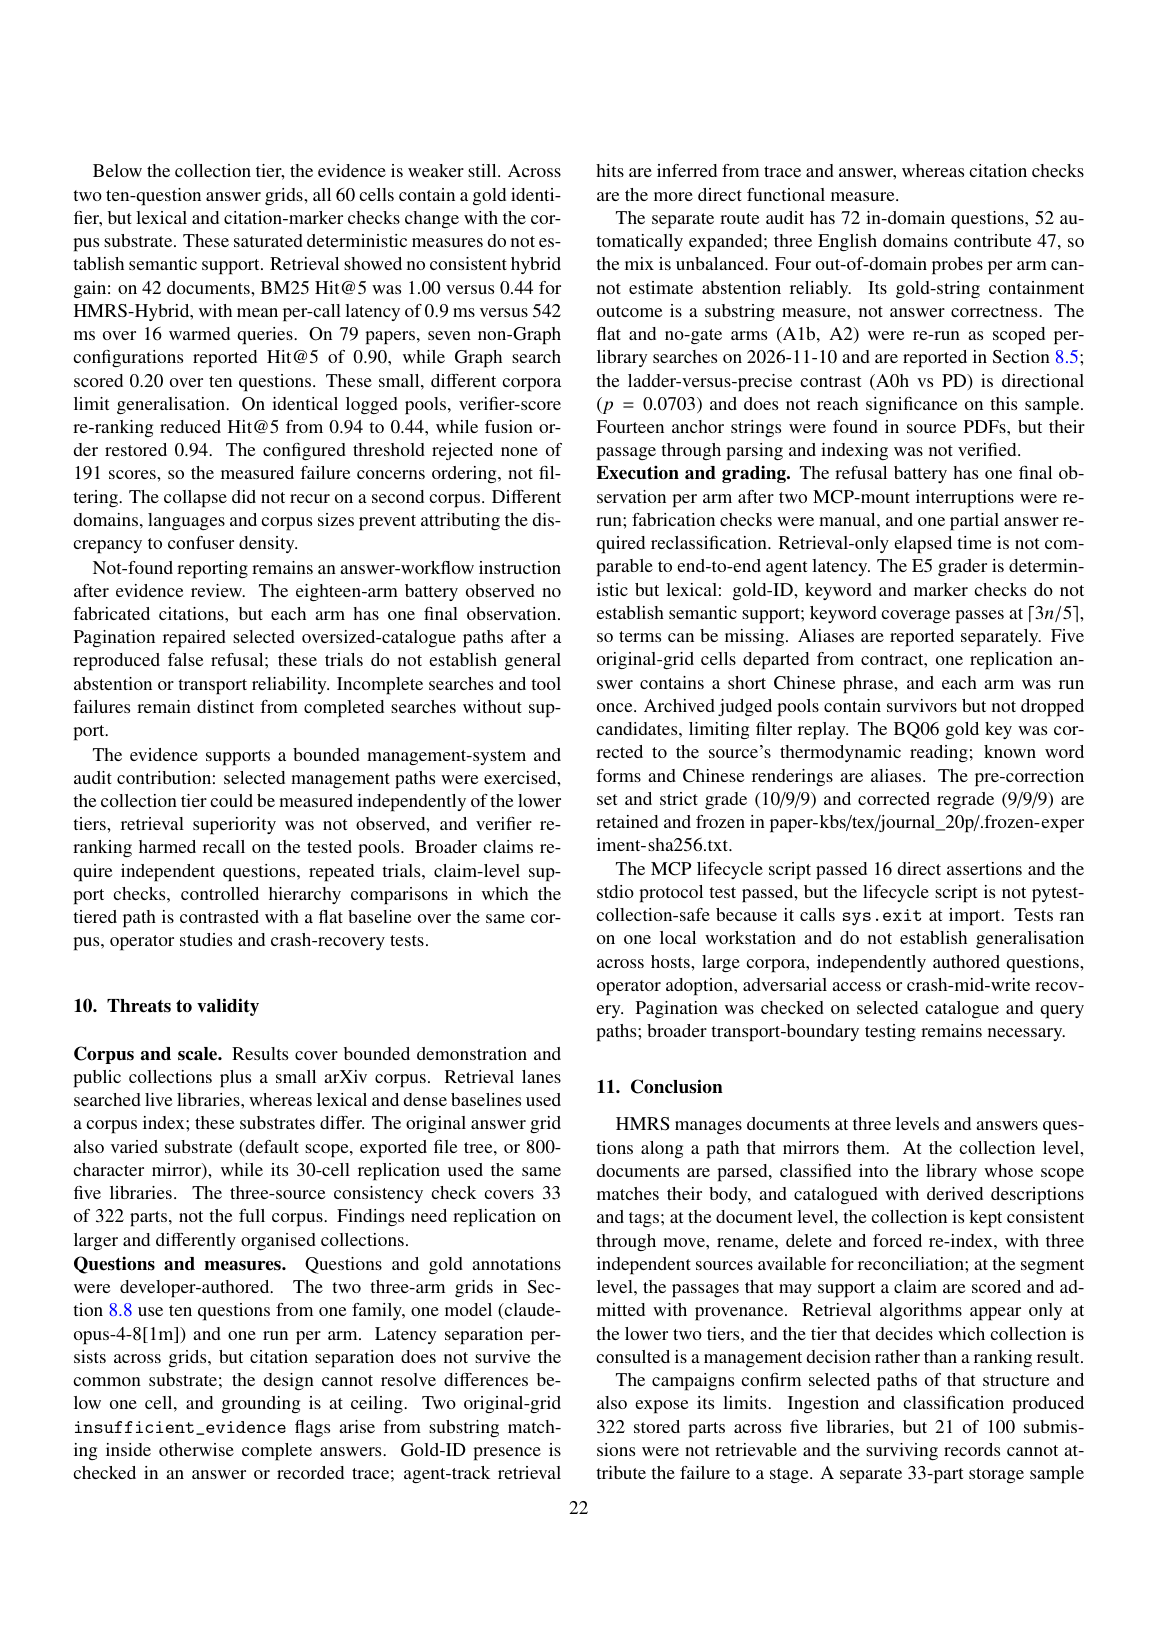 Below the collection tier, the evidence is weaker still. Across
two ten-question answer grids, all 60 cells contain a gold identi-
fier, but lexical and citation-marker checks change with the cor-
pus substrate. These saturated deterministic measures do not es-
tablish semantic support. Retrieval showed no consistent hybrid
gain: on 42 documents, BM25 Hit@5 was 1.00 versus 0.44 for
HMRS-Hybrid, with mean per-call latency of 0.9 ms versus 542
ms over 16 warmed queries. On 79 papers, seven non-Graph
configurations reported Hit@5 of 0.90, while Graph search
scored 0.20 over ten questions. These small, different corpora
limit generalisation. On identical logged pools, verifier-score
re-ranking reduced Hit@5 from 0.94 to 0.44, while fusion or-
der restored 0.94. The configured threshold rejected none of
191 scores, so the measured failure concerns ordering, not fil-
tering. The collapse did not recur on a second corpus. Different
domains, languages and corpus sizes prevent attributing the dis-
crepancy to confuser density.
Not-found reporting remains an answer-workflow instruction
after evidence review. The eighteen-arm battery observed no
fabricated citations, but each arm has one final observation.
Pagination repaired selected oversized-catalogue paths after a
reproduced false refusal; these trials do not establish general
abstention or transport reliability. Incomplete searches and tool
failures remain distinct from completed searches without sup-
port.
The evidence supports a bounded management-system and
audit contribution: selected management paths were exercised,
the collection tier could be measured independently of the lower
tiers, retrieval superiority was not observed, and verifier re-
ranking harmed recall on the tested pools. Broader claims re-
quire independent questions, repeated trials, claim-level sup-
port checks, controlled hierarchy comparisons in which the
tiered path is contrasted with a flat baseline over the same cor-
pus, operator studies and crash-recovery tests.
10. Threats to validity
Corpus and scale. Results cover bounded demonstration and
public collections plus a small arXiv corpus. Retrieval lanes
searched live libraries, whereas lexical and dense baselines used
a corpus index; these substrates differ. The original answer grid
also varied substrate (default scope, exported file tree, or 800-
character mirror), while its 30-cell replication used the same
five libraries. The three-source consistency check covers 33
of 322 parts, not the full corpus. Findings need replication on
larger and differently organised collections.
Questions and measures. Questions and gold annotations
were developer-authored. The two three-arm grids in Sec-
tion 8.8 use ten questions from one family, one model (claude-
opus-4-8[1m]) and one run per arm. Latency separation per-
sists across grids, but citation separation does not survive the
common substrate; the design cannot resolve differences be-
low one cell, and grounding is at ceiling. Two original-grid
insufficient_evidence flags arise from substring match-
ing inside otherwise complete answers. Gold-ID presence is
checked in an answer or recorded trace; agent-track retrieval
hits are inferred from trace and answer, whereas citation checks
are the more direct functional measure.
The separate route audit has 72 in-domain questions, 52 au-
tomatically expanded; three English domains contribute 47, so
the mix is unbalanced. Four out-of-domain probes per arm can-
not estimate abstention reliably. Its gold-string containment
outcome is a substring measure, not answer correctness. The
flat and no-gate arms (A1b, A2) were re-run as scoped per-
library searches on 2026-11-10 and are reported in Section 8.5;
the ladder-versus-precise contrast (A0h vs PD) is directional
(p = 0.0703) and does not reach significance on this sample.
Fourteen anchor strings were found in source PDFs, but their
passage through parsing and indexing was not verified.
Execution and grading. The refusal battery has one final ob-
servation per arm after two MCP-mount interruptions were re-
run; fabrication checks were manual, and one partial answer re-
quired reclassification. Retrieval-only elapsed time is not com-
parable to end-to-end agent latency. The E5 grader is determin-
istic but lexical: gold-ID, keyword and marker checks do not
establish semantic support; keyword coverage passes at ⌈3n/5⌉,
so terms can be missing. Aliases are reported separately. Five
original-grid cells departed from contract, one replication an-
swer contains a short Chinese phrase, and each arm was run
once. Archived judged pools contain survivors but not dropped
candidates, limiting filter replay. The BQ06 gold key was cor-
rected to the source's thermodynamic reading; known word
forms and Chinese renderings are aliases. The pre-correction
set and strict grade (10/9/9) and corrected regrade (9/9/9) are
retained and frozen in paper-kbs/tex/journal_20p/.frozen-exper
iment-sha256.txt.
The MCP lifecycle script passed 16 direct assertions and the
stdio protocol test passed, but the lifecycle script is not pytest-
collection-safe because it calls sys.exit at import. Tests ran
on one local workstation and do not establish generalisation
across hosts, large corpora, independently authored questions,
operator adoption, adversarial access or crash-mid-write recov-
ery. Pagination was checked on selected catalogue and query
paths; broader transport-boundary testing remains necessary.
11. Conclusion
HMRS manages documents at three levels and answers ques-
tions along a path that mirrors them. At the collection level,
documents are parsed, classified into the library whose scope
matches their body, and catalogued with derived descriptions
and tags; at the document level, the collection is kept consistent
through move, rename, delete and forced re-index, with three
independent sources available for reconciliation; at the segment
level, the passages that may support a claim are scored and ad-
mitted with provenance. Retrieval algorithms appear only at
the lower two tiers, and the tier that decides which collection is
consulted is a management decision rather than a ranking result.
The campaigns confirm selected paths of that structure and
also expose its limits. Ingestion and classification produced
322 stored parts across five libraries, but 21 of 100 submis-
sions were not retrievable and the surviving records cannot at-
tribute the failure to a stage. A separate 33-part storage sample
22